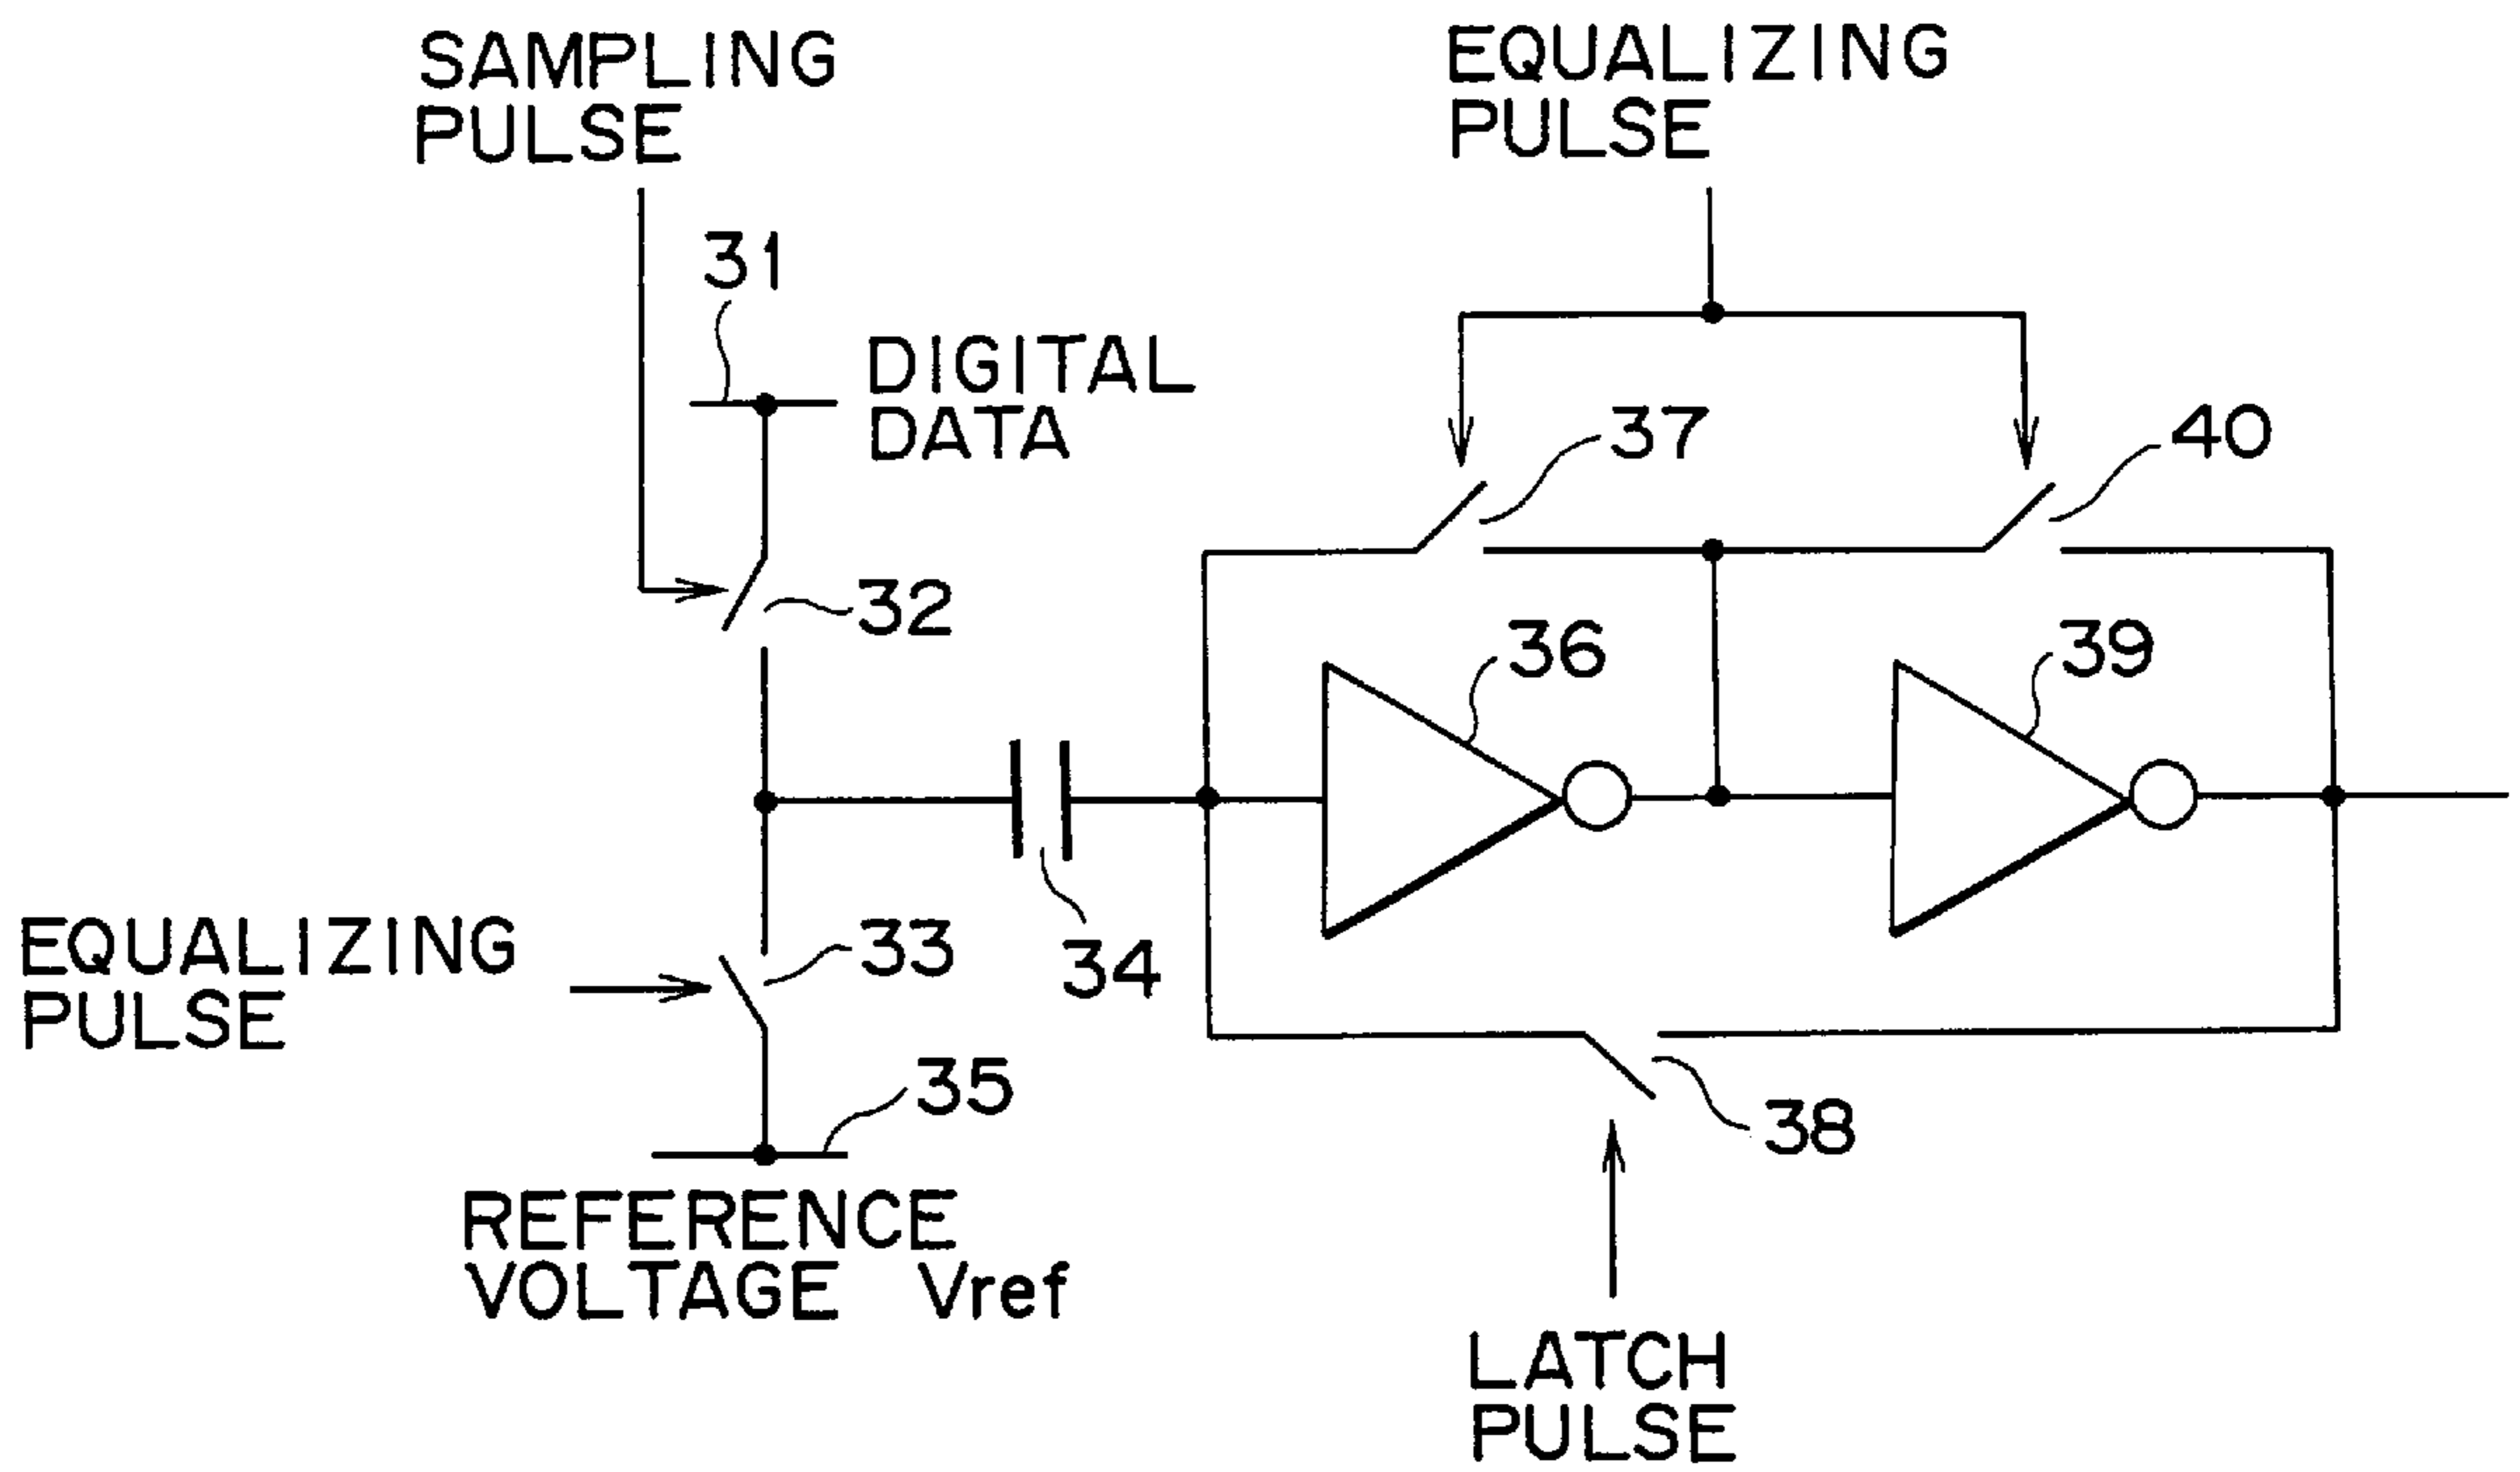 SAMPLING
PULSE
EQUALIZING
PULSE
31
DIGITAL
DATA
37
40
32
36
39
33
34
EQUALIZING
PULSE
35
38
REFERENCE
VOLTAGE Vref
LATCH
PULSE